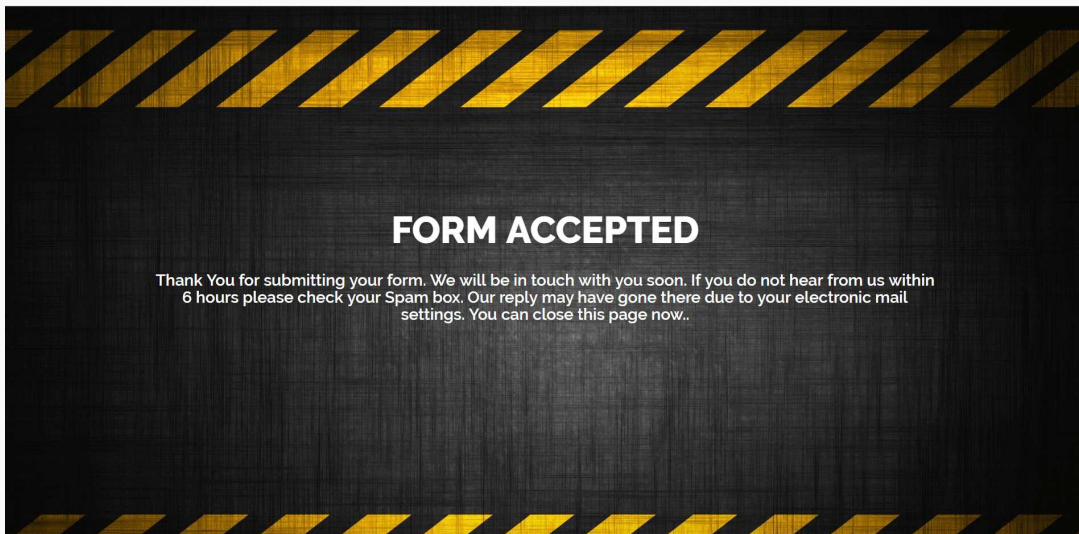 FORM ACCEPTED
Thank You for submitting your form. We will be in touch with you soon. If you do not hear from us within
6 hours please check your Spam box. Our reply may have gone there due to your electronic mail
settings. You can close this page now..